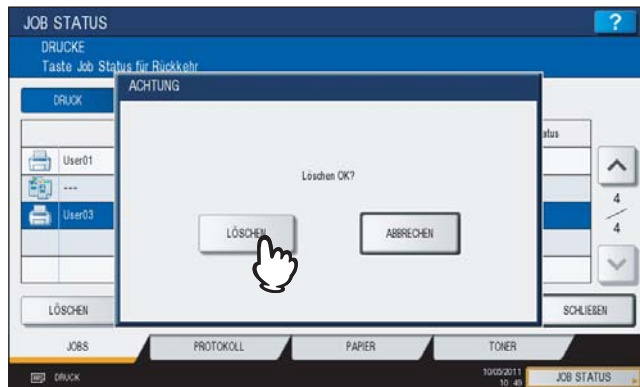 JOB STATUS
?
DRUCKE
Taste Job Status für Rückkehr
ACHTUNG
DRUCK
atus
User01
Löschen OK?
---
4
User03
4
LÖSCHEN
ABBRECHEN
LÖSCHEN
SCHLIEßEN
JOBS
PROTOKOLL
PAPIER
TONER
DRUCK
10/05/2011
10 49
JOB STATUS